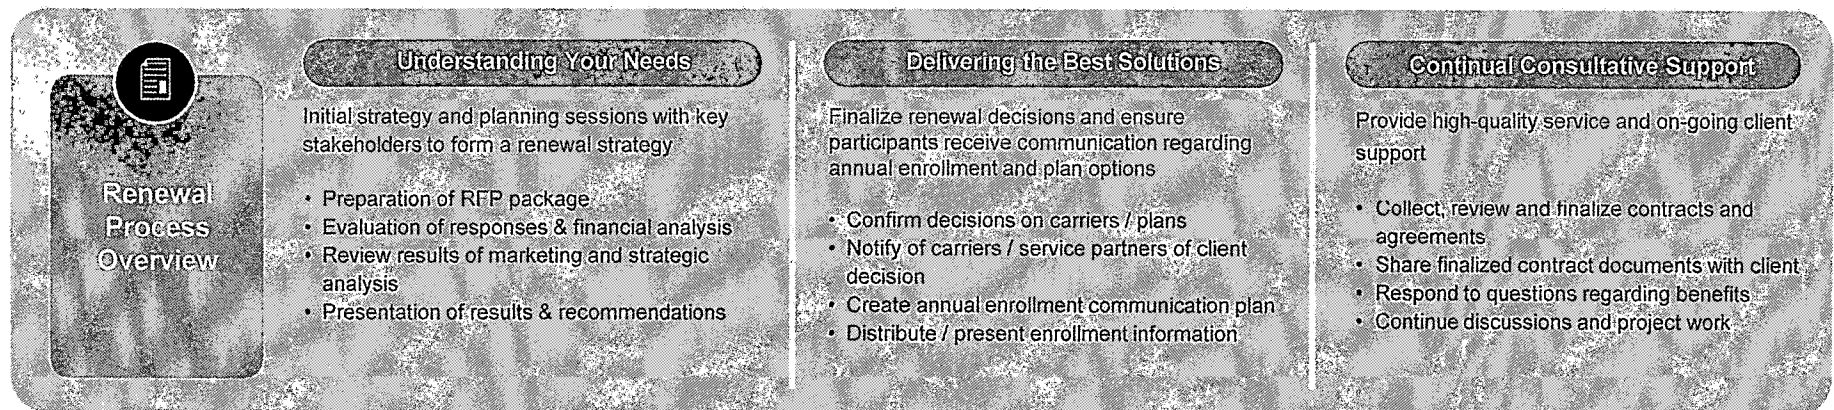 Renewal
Process
Overview
Understanding Your Needs
Initial strategy and planning sessions with key
stakeholders to form a renewal strategy
• Preparation of RFP package
• Evaluation of responses & financial analysis
• Review results of marketing and strategic
analysis
• Presentation of results & recommendations
Delivering the Best Solutions
Finalize renewal decisions and ensure
participants receive communication regarding
annual enrollment and plan options
• Confirm decisions on carriers / plans
• Notify of carriers / service partners of client
decision
• Create annual enrollment communication plan
• Distribute / present enrollment information
Continual Consultative Support
Provide high-quality service and on-going client
support
• Collect, review and finalize contracts and
agreements
• Share finalized contract documents with client
• Respond to questions regarding benefits
• Continue discussions and project work